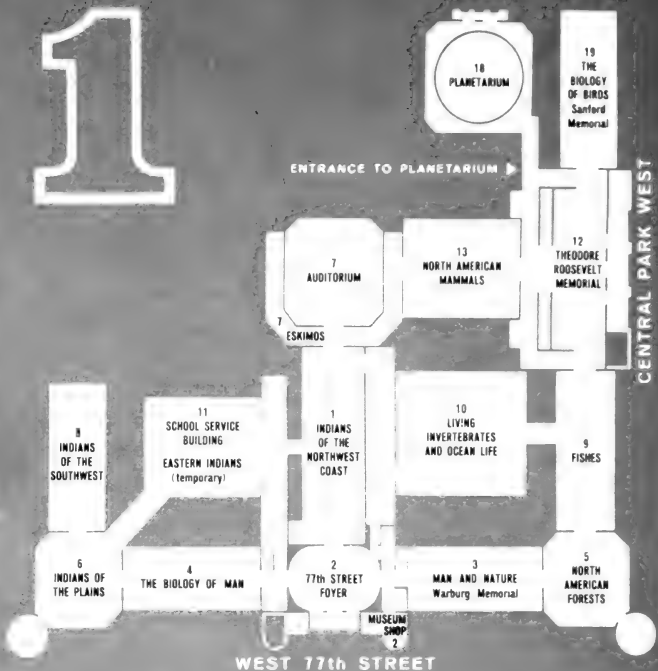 1
18
PLANETARIUM
19
THE
BIOLOGY
OF BIRDS
Sanford
Memorial
ENTRANCE TO PLANETARIUM
CENTRAL PARK WEST
7
AUDITORIUM
13
NORTH AMERICAN
MAMMALS
12
THEODORE
ROOSEVELT
MEMORIAL
7
ESKIMOS
8
INDIANS
OF THE
SOUTHWEST
11
SCHOOL SERVICE
BUILDING
EASTERN INDIANS
(temporary)
1
INDIANS
OF THE
NORTHWEST
COAST
10
LIVING
INVERTEBRATES
AND OCEAN LIFE
9
FISHES
6
INDIANS OF
THE PLAINS
4
THE BIOLOGY OF MAN
2
77th STREET
FOYER
3
MAN AND NATURE
Warburg Memorial
5
NORTH
AMERICAN
FORESTS
MUSEUM
SHOP
2
WEST 77th STREET